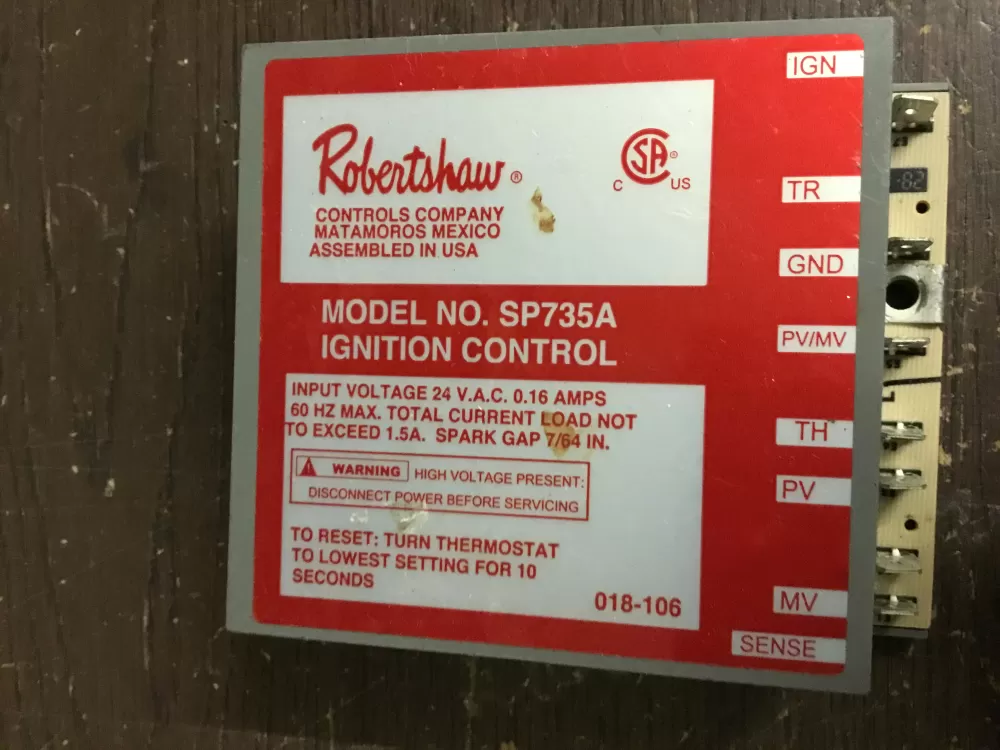 IGN
Robertshaw®
CSA®
C US
CONTROLS COMPANY
MATAMOROS MEXICO
ASSEMBLED IN USA
TR
GND
MODEL NO. SP735A
IGNITION CONTROL
PV/MV
INPUT VOLTAGE 24 V.A.C. 0.16 AMPS
60 HZ MAX. TOTAL CURRENT LOAD NOT
TO EXCEED 1.5A. SPARK GAP 7/64 IN.
TH
WARNING HIGH VOLTAGE PRESENT:
DISCONNECT POWER BEFORE SERVICING
PV
TO RESET: TURN THERMOSTAT
TO LOWEST SETTING FOR 10
SECONDS
018-106
MV
SENSE